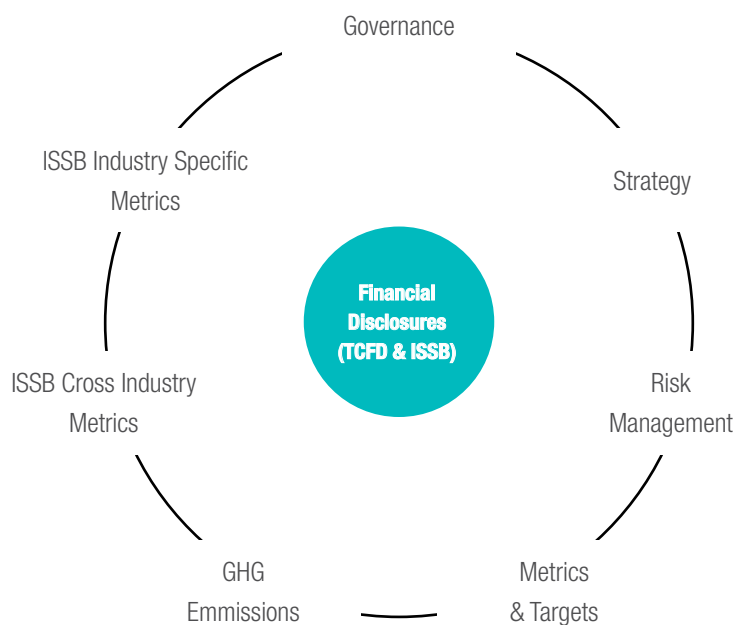 Governance
Strategy
Risk
Management
Metrics
& Targets
GHG
Emmissions
ISSB Cross Industry
Metrics
ISSB Industry Specific
Metrics
Financial
Disclosures
(TCFD & ISSB)